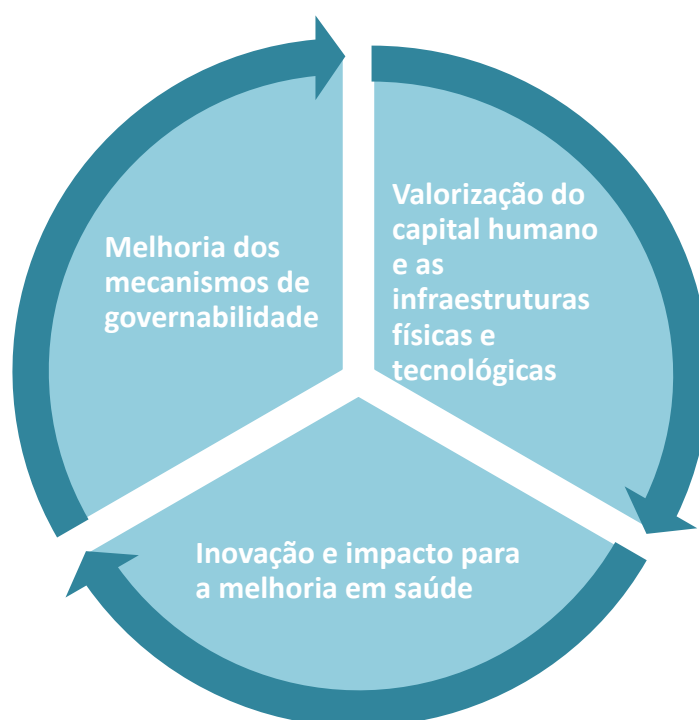 Melhoria dos
mecanismos de
governabilidade
Valorização do
capital humano
e as
infraestruturas
físicas e
tecnológicas
Inovação e impacto para
a melhoria em saúde